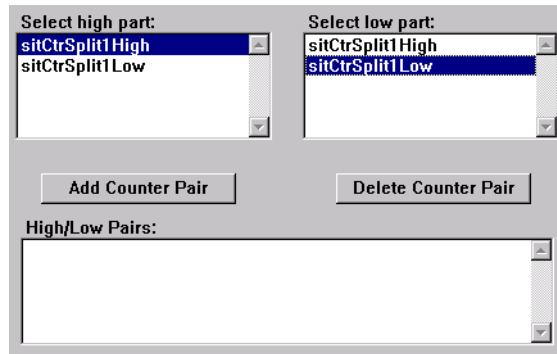 Select high part:
sitCtrSplit1High
sitCtrSplit1Low
Select low part:
sitCtrSplit1High
sitCtrSplit1Low
Add Counter Pair
Delete Counter Pair
High/Low Pairs: